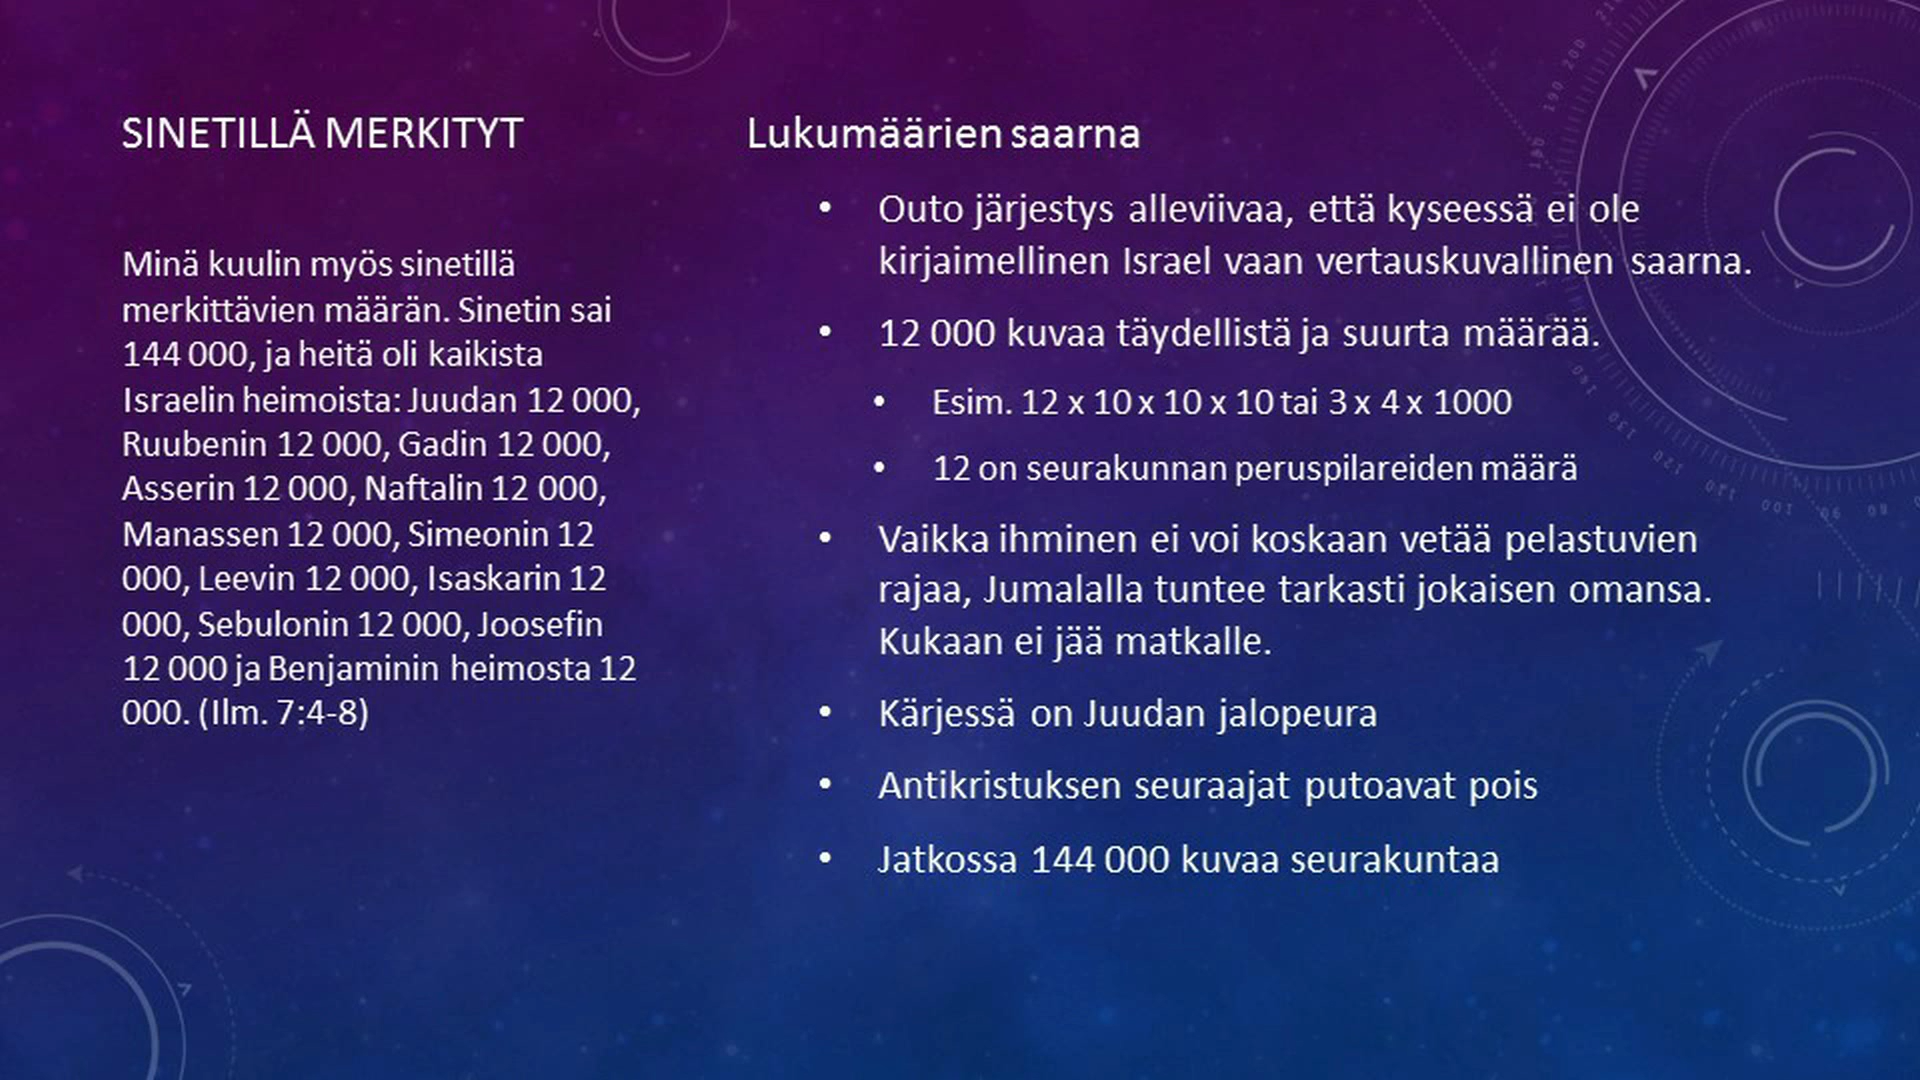 SINETILLÄ MERKITYT
Minä kuulin myös sinetillä
merkittävien määrän. Sinetin sai
144 000, ja heitä oli kaikista
Israelin heimoista: Juudan 12 000,
Ruubenin 12 000, Gadin 12 000,
Asserin 12 000, Naftalin 12 000,
Manassen 12 000, Simeonin 12
000, Leevin 12 000, Isaskarin 12
000, Sebulonin 12 000, Joosefin
12 000 ja Benjaminin heimosta 12
000. (Ilm. 7:4-8)
Lukumäärien saarna
• Outo järjestys alleviivaa, että kyseessä ei ole
kirjaimellinen Israel vaan vertauskuvallinen saarna.
• 12 000 kuvaa täydellistä ja suurta määrää.
• Esim. 12 x 10 x 10 x 10 tai 3 x 4 x 1000
• 12 on seurakunnan peruspilareiden määrä
• Vaikka ihminen ei voi koskaan vetää pelastuvien
rajaa, Jumalalla tuntee tarkasti jokaisen omansa.
Kukaan ei jää matkalle.
• Kärjessä on Juudan jalopeura
• Antikristuksen seuraajat putoavat pois
• Jatkossa 144 000 kuvaa seurakuntaa